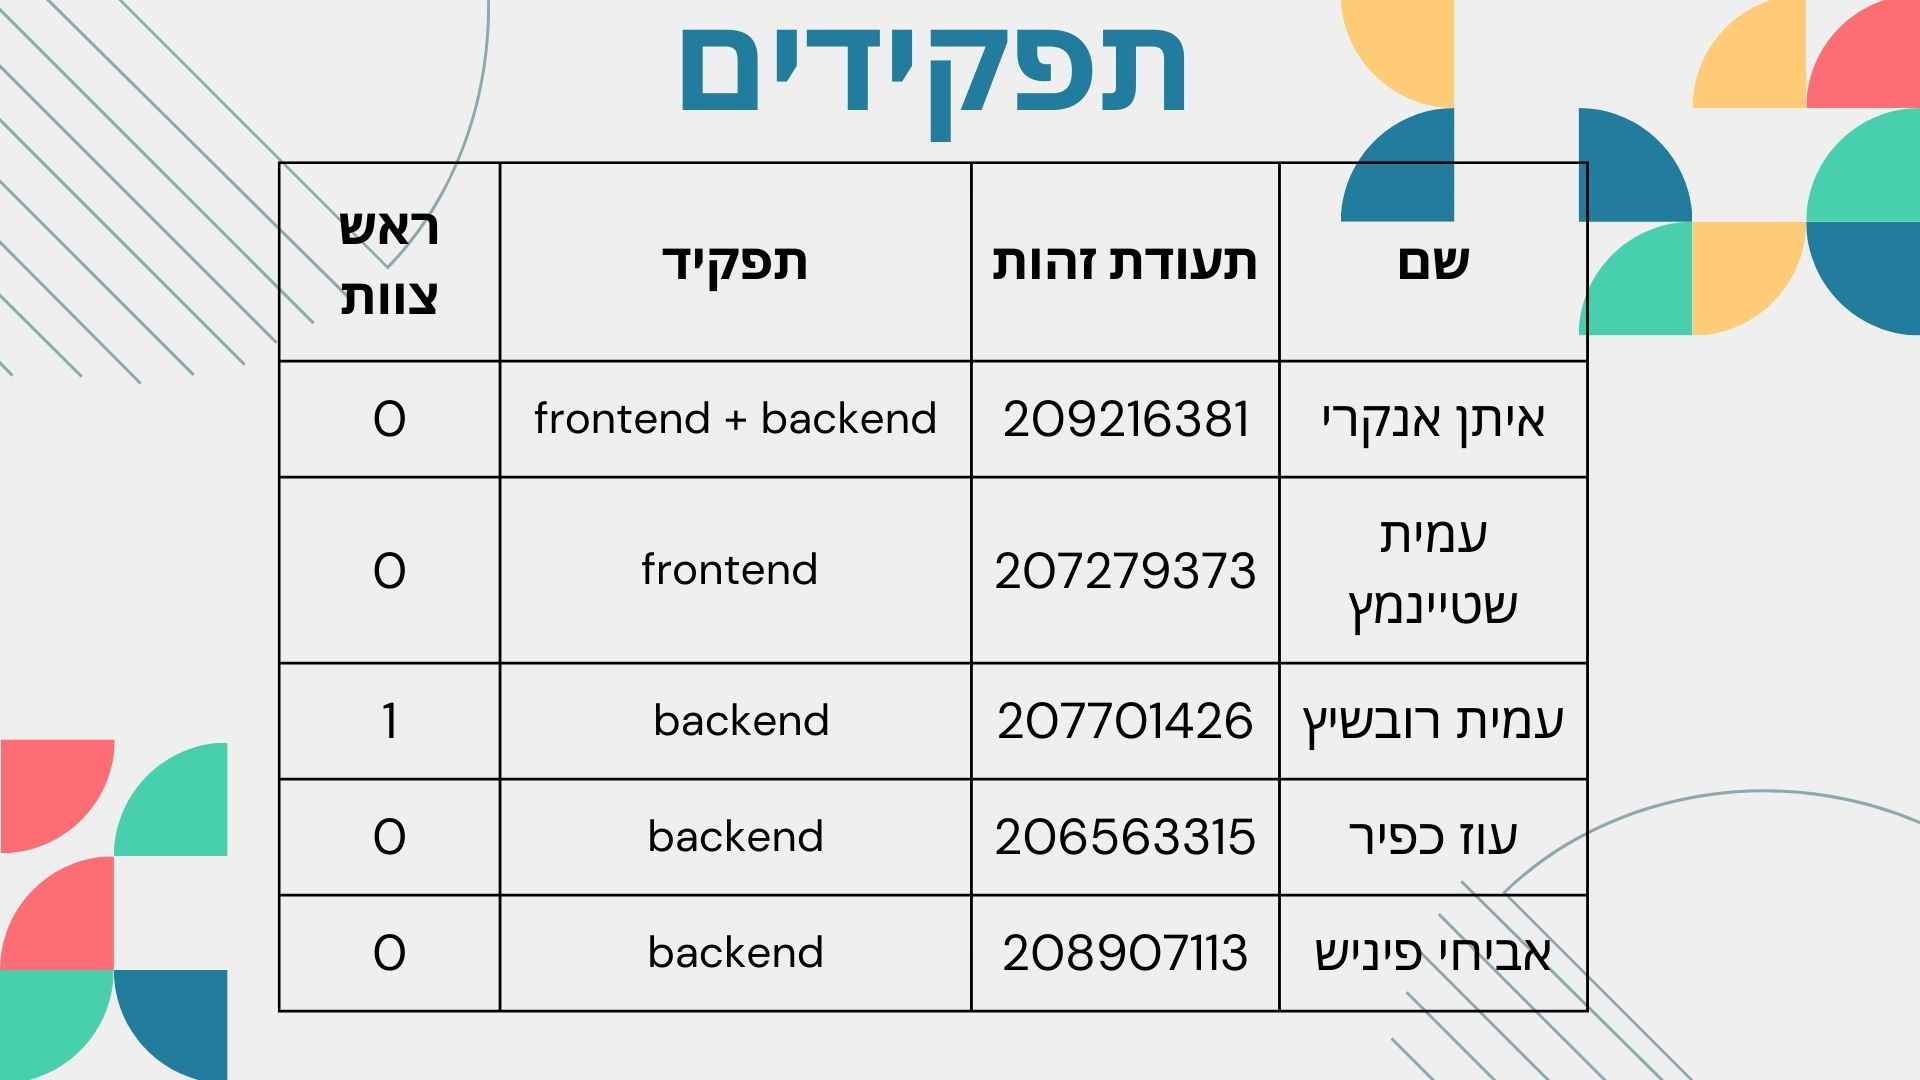 תפקידים
שם תעודת זהות תפקיד ראש צוות
איתן אנקרי 209216381 frontend + backend 0
עמית שטיינמץ 207279373 frontend 0
עמית רובשיץ 207701426 backend 1
עוז כפיר 206563315 backend 0
אביחי פיניש 208907113 backend 0